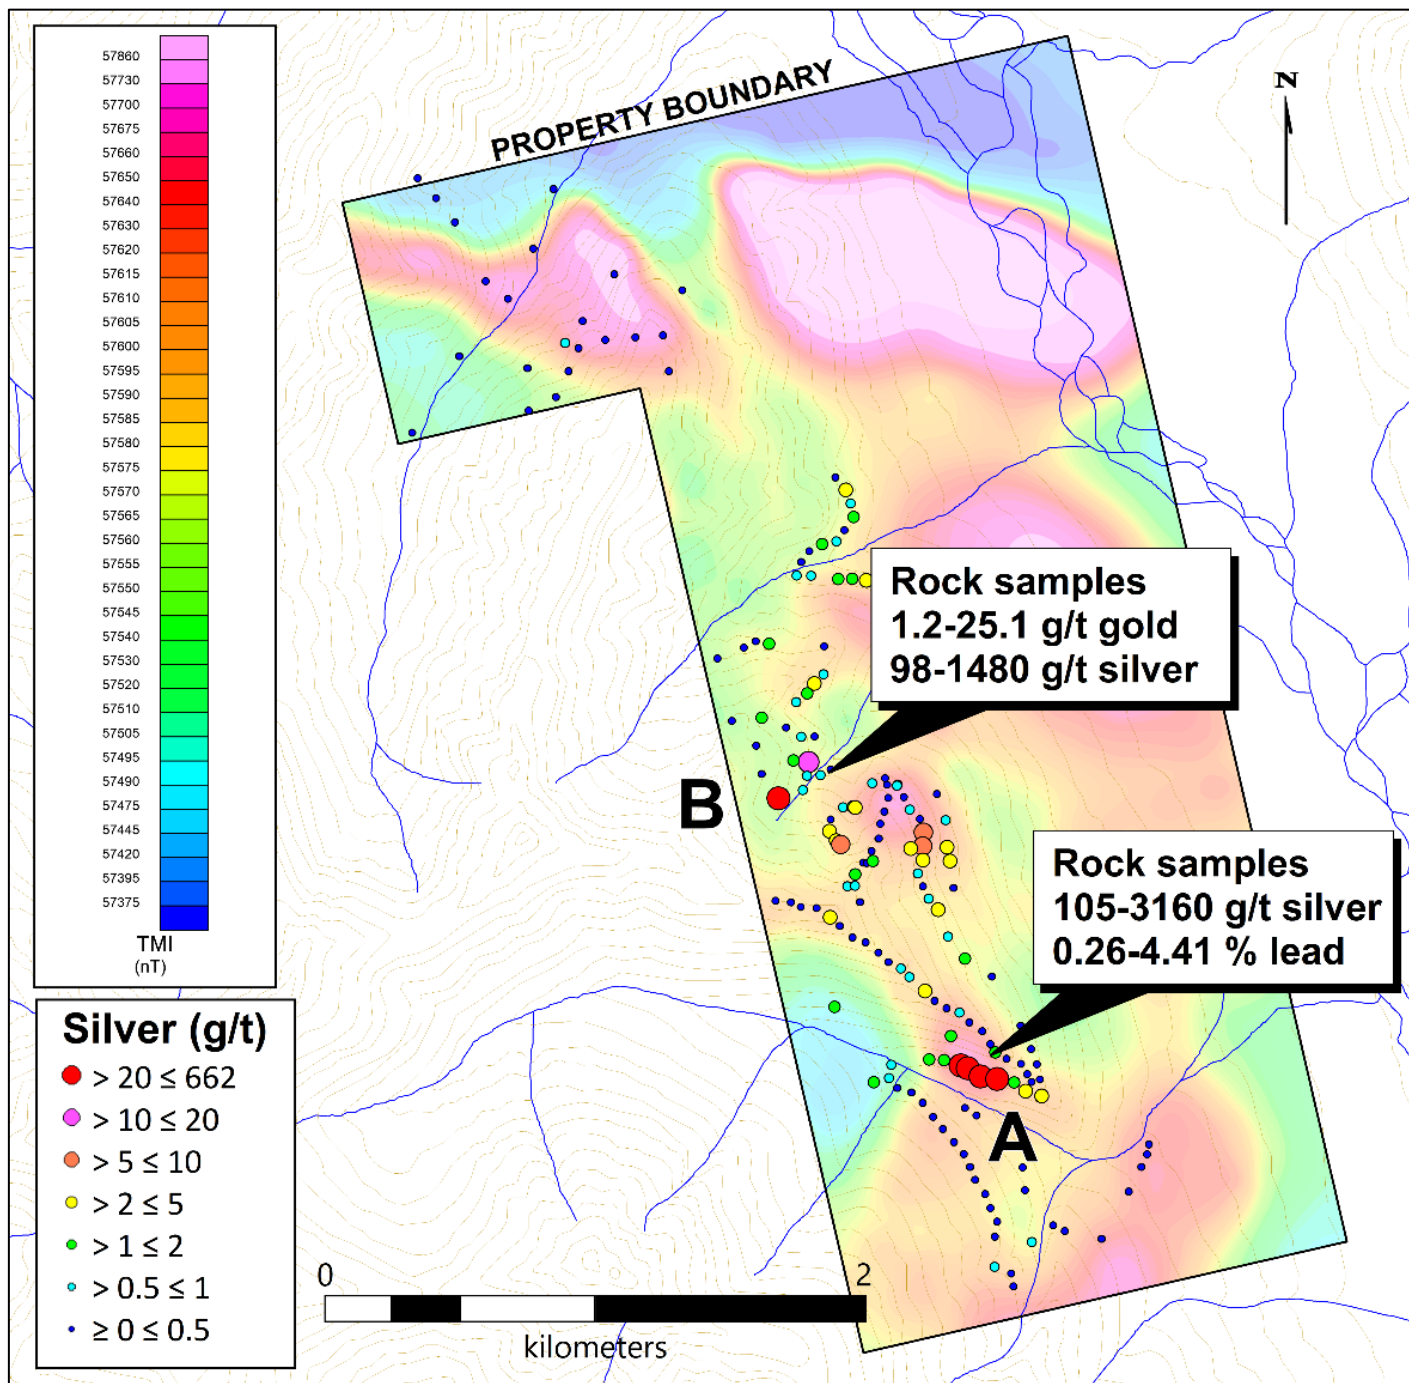 57860
57730
57700
57675
57660
57650
57640
57630
57620
57615
57610
57605
57600
57595
57590
57585
57580
57575
57570
57565
57560
57555
57550
57545
57540
57530
57520
57510
57505
57495
57490
57475
57445
57420
57395
57375
TMI
(nT)
Silver (g/t)
> 20 ≤ 662
> 10 ≤ 20
> 5 ≤ 10
> 2 ≤ 5
> 1 ≤ 2
> 0.5 ≤ 1
≥ 0 ≤ 0.5
PROPERTY BOUNDARY
N
Rock samples
1.2-25.1 g/t gold
98-1480 g/t silver
B
Rock samples
105-3160 g/t silver
0.26-4.41 % lead
A
0 2
kilometers